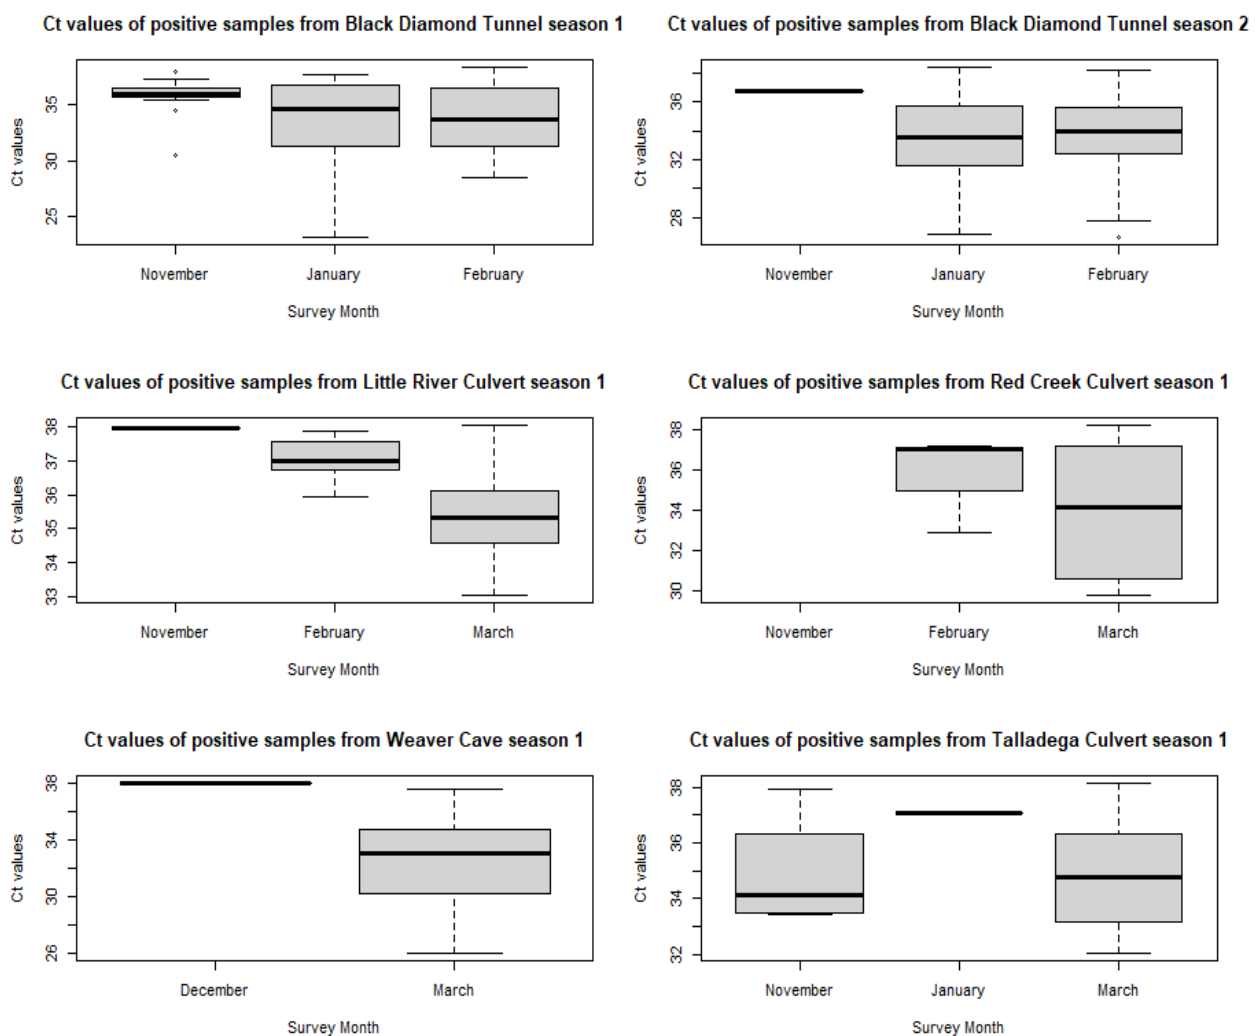 Ct values of positive samples from Black Diamond Tunnel season 1
Ct values
35
30
25
November January February
Survey Month
Ct values of positive samples from Black Diamond Tunnel season 2
Ct values
36
32
28
November January February
Survey Month
Ct values of positive samples from Little River Culvert season 1
Ct values
38
37
36
35
34
33
November February March
Survey Month
Ct values of positive samples from Red Creek Culvert season 1
Ct values
38
36
34
32
30
November February March
Survey Month
Ct values of positive samples from Weaver Cave season 1
Ct values
38
34
30
26
December March
Survey Month
Ct values of positive samples from Talladega Culvert season 1
Ct values
38
36
34
32
November January March
Survey Month